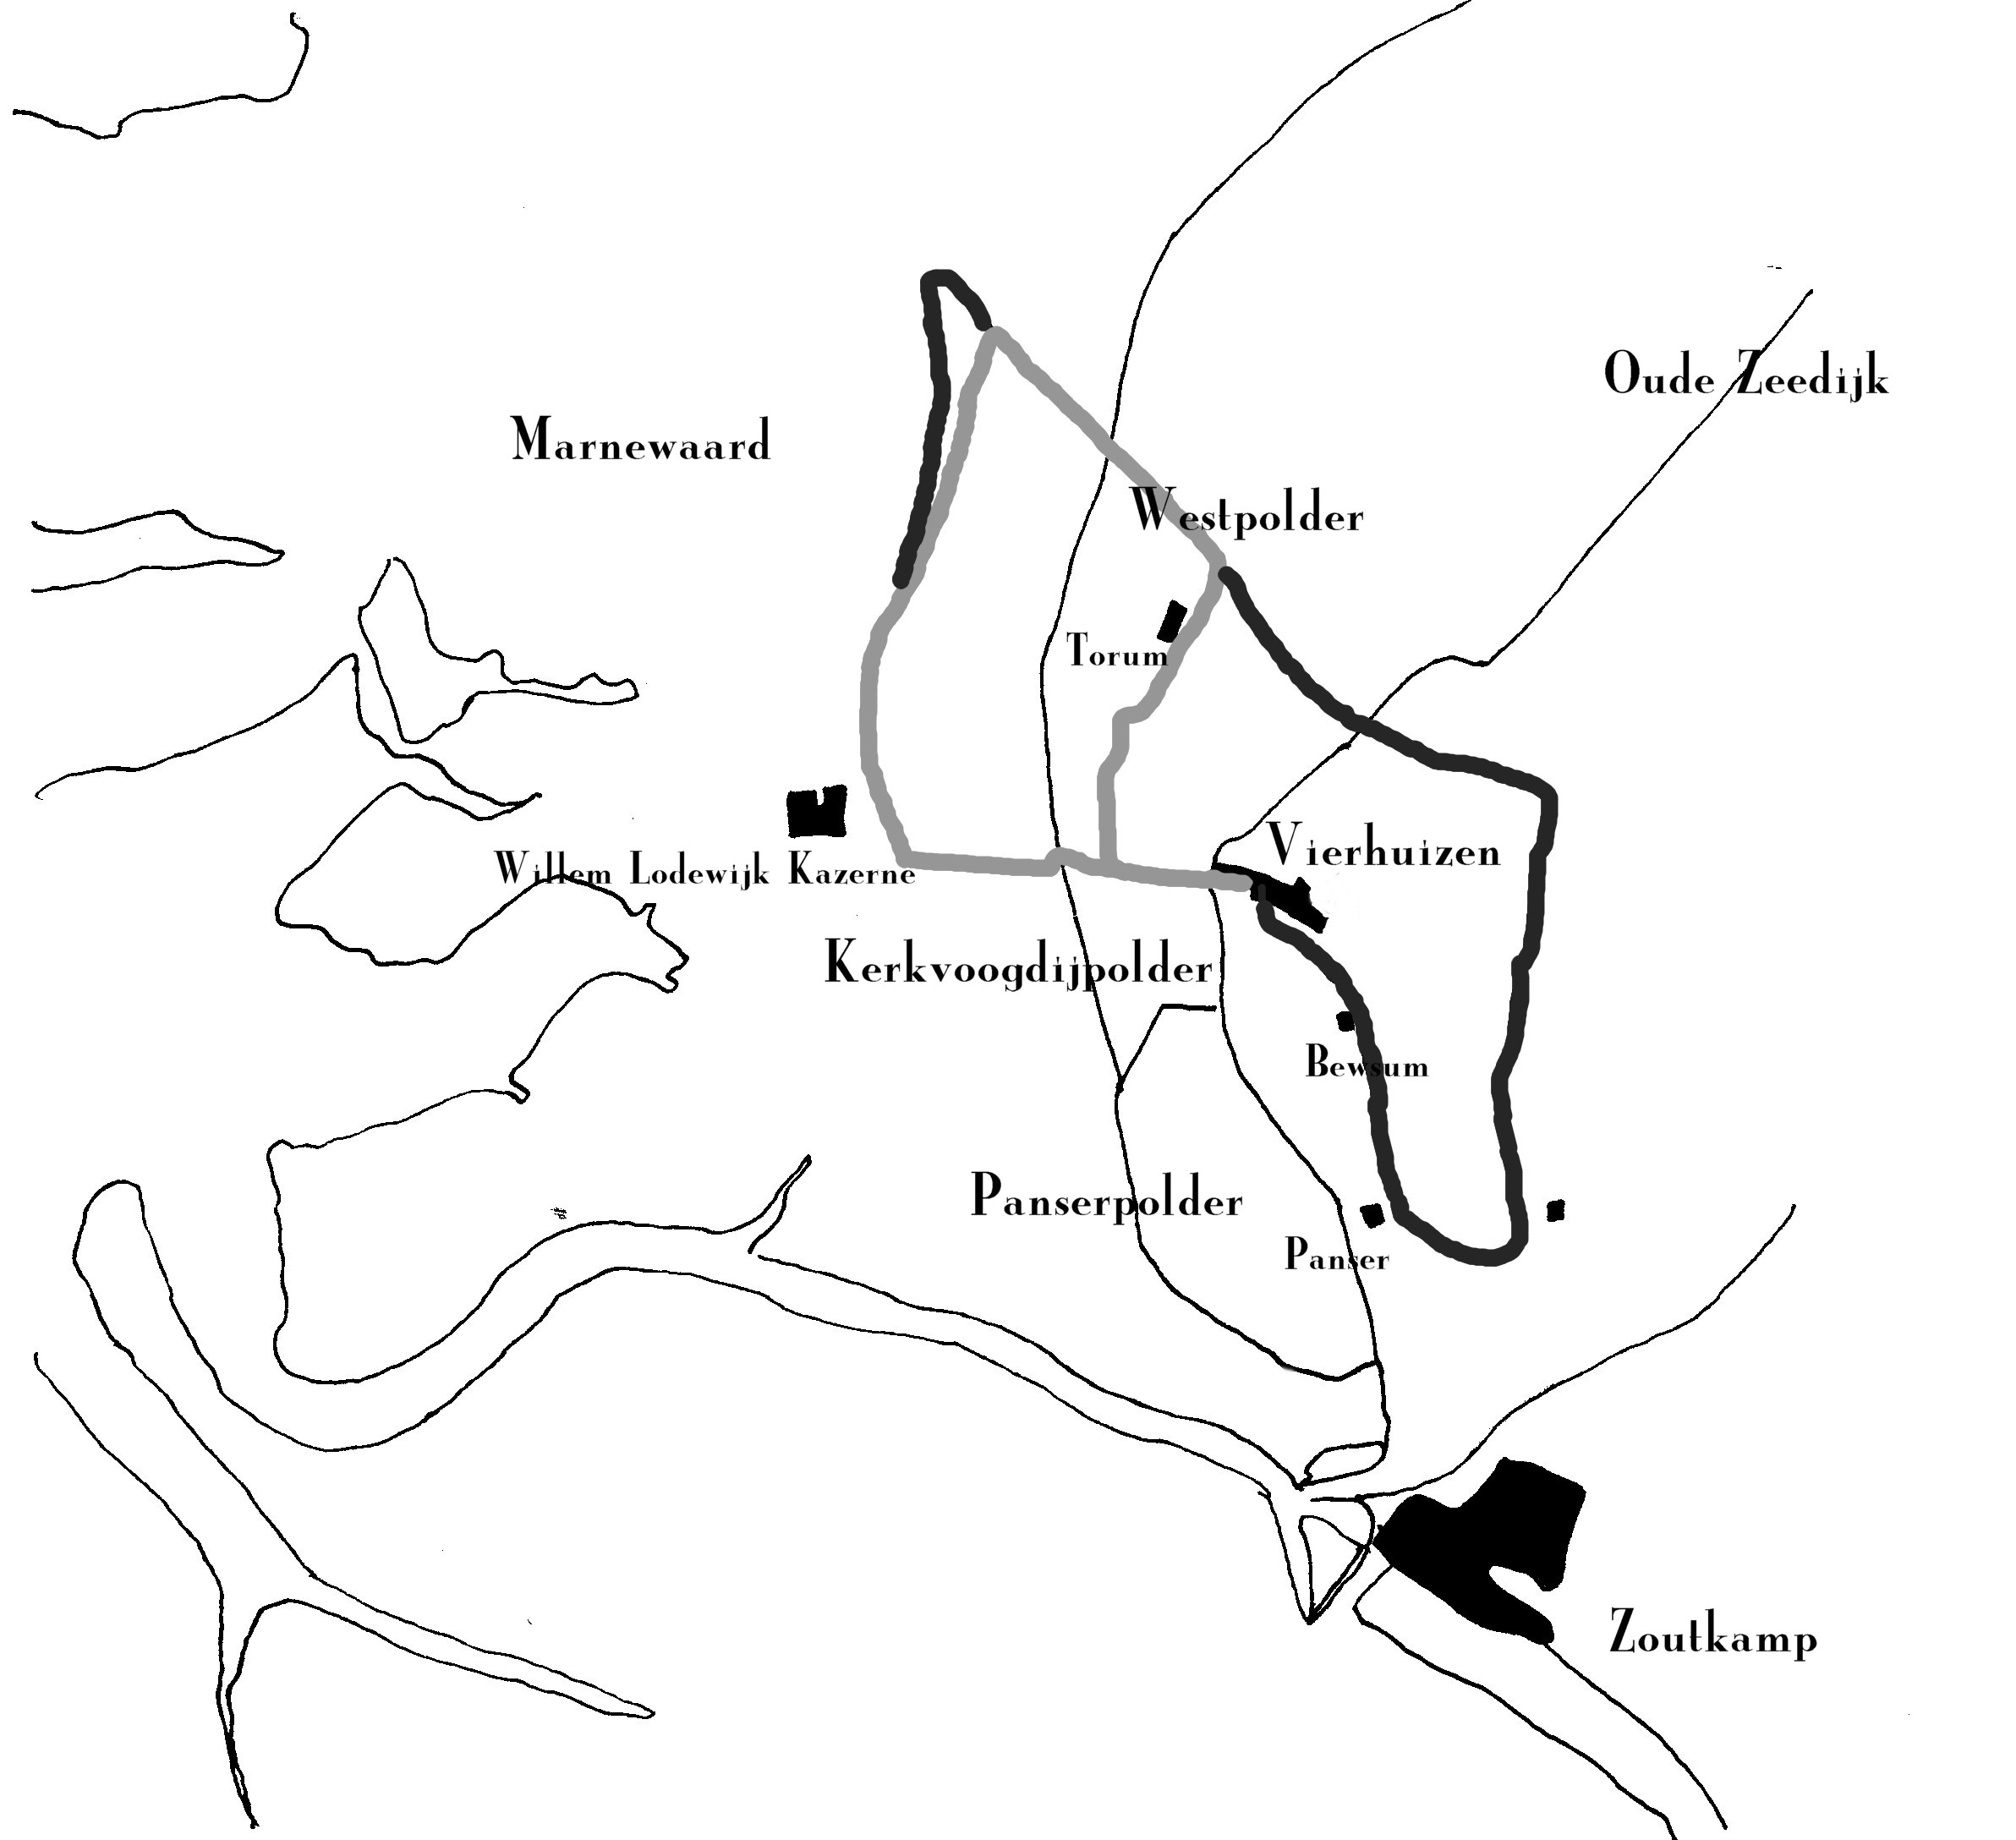 Oude Zeedijk
Marnewaard
Westpolder
Torum
Vierhuizen
Willem Lodewijk Kazerne
Kerkvoogdijpolder
Bewsum
Panserpolder
Panser
Zoutkamp